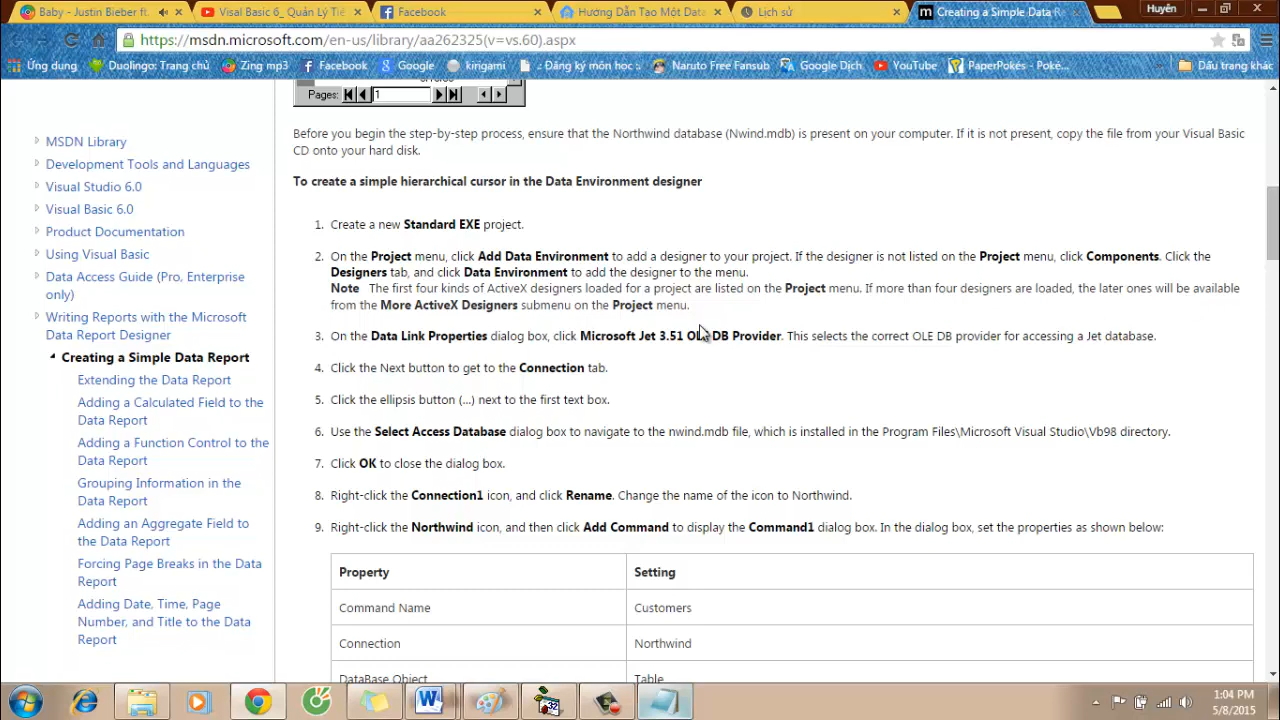 Baby - Justin Bieber ft.
Visal Basic 6_ Quản Lý Tiê
Facebook
Hướng Dẫn Tạo Một Data
Lịch sử
Creating a Simple Data R
Huyền
https://msdn.microsoft.com/en-us/library/aa262325(v=vs.60).aspx
Ứng dụng
Duolingo: Trang chủ
Zing mp3
Facebook
Google
kirigami
.: Đăng ký môn học :.
Naruto Free Fansub
Google Dịch
YouTube
PaperPokés - Poké...
Dấu trang khác
Pages: 1
Before you begin the step-by-step process, ensure that the Northwind database (Nwind.mdb) is present on your computer. If it is not present, copy the file from your Visual Basic
CD onto your hard disk.
To create a simple hierarchical cursor in the Data Environment designer
1. Create a new Standard EXE project.
2. On the Project menu, click Add Data Environment to add a designer to your project. If the designer is not listed on the Project menu, click Components. Click the
Designers tab, and click Data Environment to add the designer to the menu.
Note The first four kinds of ActiveX designers loaded for a project are listed on the Project menu. If more than four designers are loaded, the later ones will be available
from the More ActiveX Designers submenu on the Project menu.
3. On the Data Link Properties dialog box, click Microsoft Jet 3.51 OLE DB Provider. This selects the correct OLE DB provider for accessing a Jet database.
4. Click the Next button to get to the Connection tab.
5. Click the ellipsis button (...) next to the first text box.
6. Use the Select Access Database dialog box to navigate to the nwind.mdb file, which is installed in the Program Files\Microsoft Visual Studio\Vb98 directory.
7. Click OK to close the dialog box.
8. Right-click the Connection1 icon, and click Rename. Change the name of the icon to Northwind.
9. Right-click the Northwind icon, and then click Add Command to display the Command1 dialog box. In the dialog box, set the properties as shown below:
Property Setting
Command Name Customers
Connection Northwind
DataBase Object Table
MSDN Library
Development Tools and Languages
Visual Studio 6.0
Visual Basic 6.0
Product Documentation
Using Visual Basic
Data Access Guide (Pro, Enterprise
only)
Writing Reports with the Microsoft
Data Report Designer
Creating a Simple Data Report
Extending the Data Report
Adding a Calculated Field to the
Data Report
Adding a Function Control to the
Data Report
Grouping Information in the
Data Report
Adding an Aggregate Field to
the Data Report
Forcing Page Breaks in the Data
Report
Adding Date, Time, Page
Number, and Title to the Data
Report
1:04 PM
5/8/2015